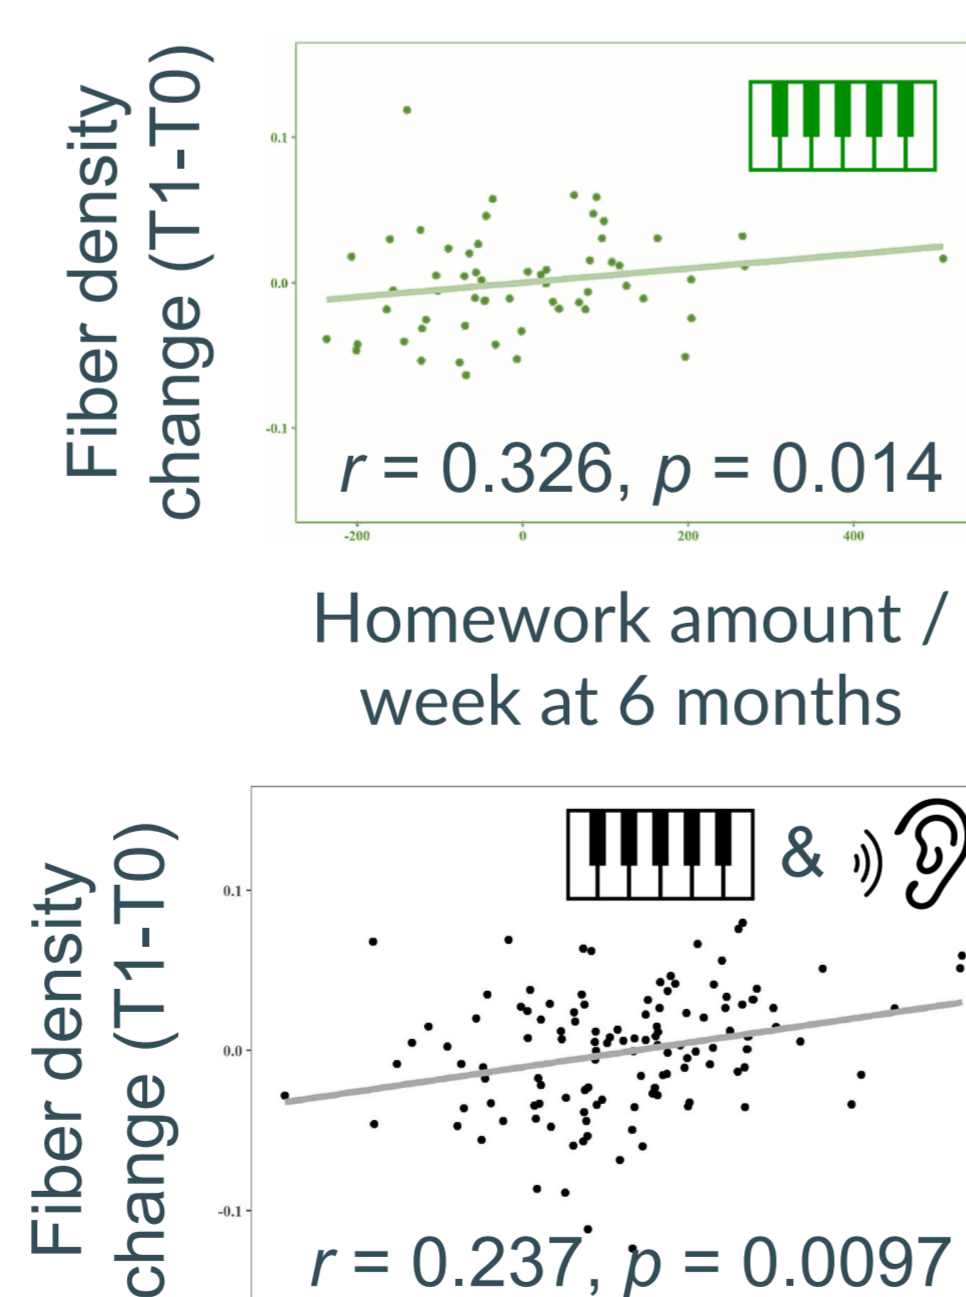 Fiber density
change (T1-T0)
0.1
0.0
-0.1
r = 0.326, p = 0.014
-200 0 200 400
Homework amount /
week at 6 months
Fiber density
change (T1-T0)
&
0.1
0.0
-0.1
r = 0.237, p = 0.0097